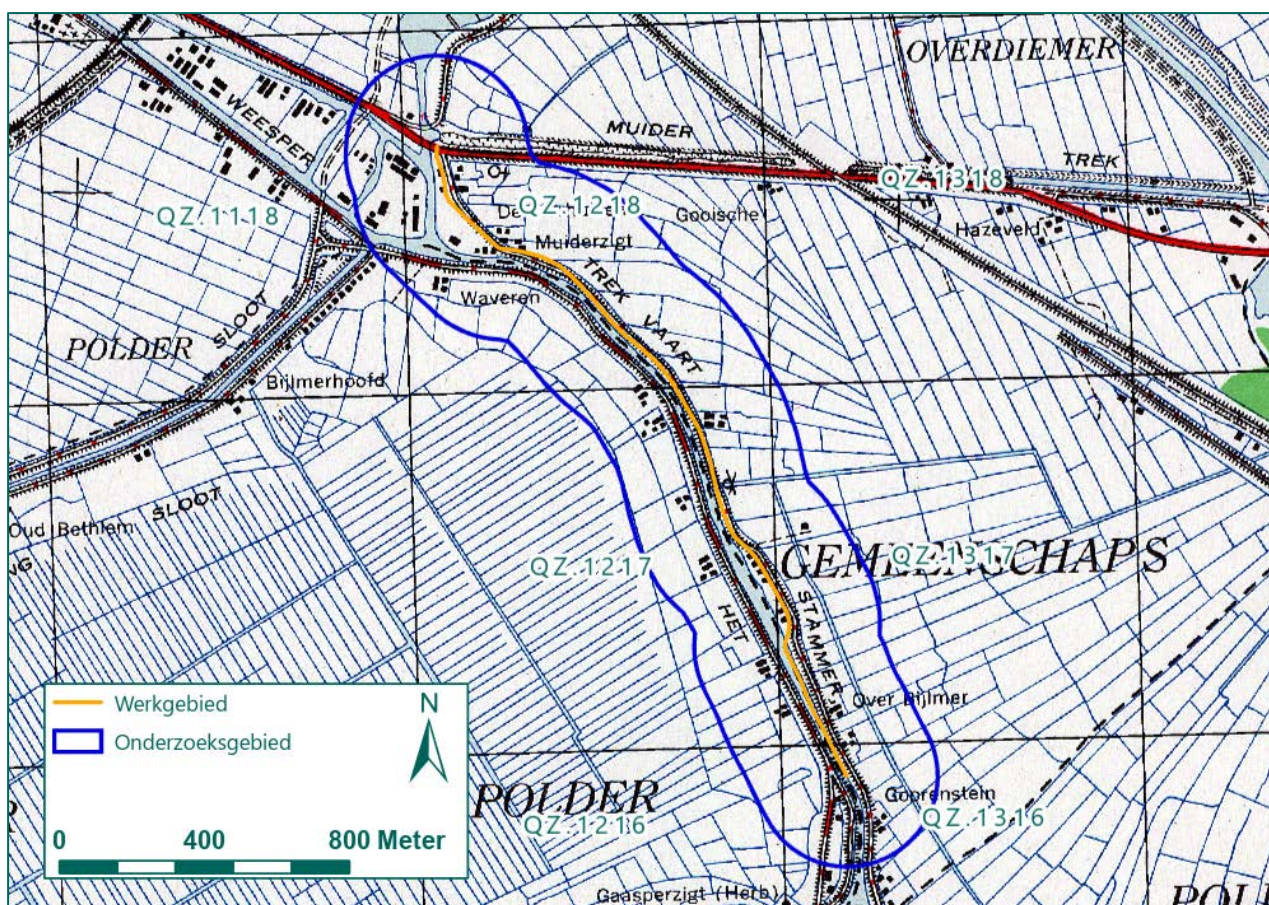 OVERDIEMER
MUIDER
TREK
WEESPER
QZ.1318
QZ.1118
QZ.1218
Gooische
Hazeveld
Muiderzigt
TREK
Waveren
VAART
SLOOT
POLDER
Bijlmerhoofd
SLOOT
Oud Bethlem
QZ.1217
GEMEENSCHAPS
QZ.1317
HET
STAMMER
Over Bijlmer
Werkgebied
N
Onderzoeksgebied
Goorenstein
POLDER
QZ.1216
QZ.1316
0 400 800 Meter
Gaasperzigt (Herb)